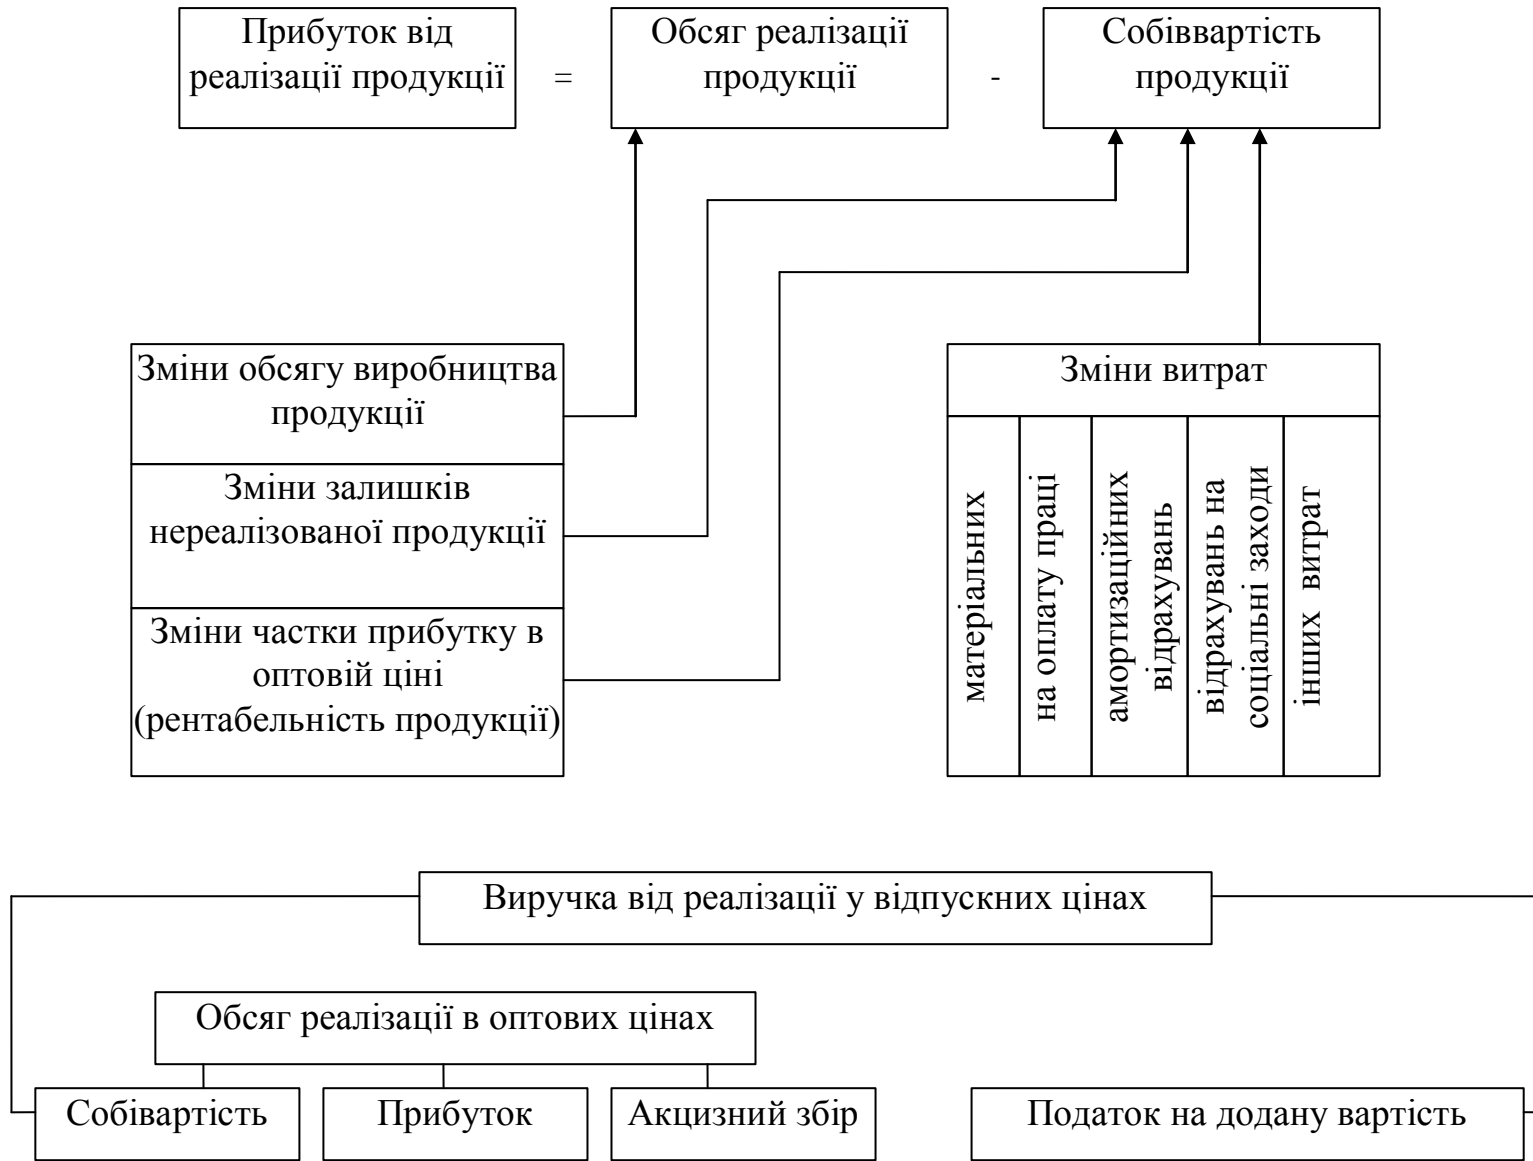 Прибуток від
реалізації продукції
=
Обсяг реалізації
продукції
-
Собіввартість
продукції
Зміни обсягу виробництва
продукції
Зміни залишків
нереалізованої продукції
Зміни частки прибутку в
оптовій ціні
(рентабельність продукції)
Зміни витрат
матеріальних
на оплату праці
амортизаційних
відрахувань
відрахувань на
соціальні заходи
інших витрат
Виручка від реалізації у відпускних цінах
Обсяг реалізації в оптових цінах
Собівартість
Прибуток
Акцизний збір
Податок на додану вартість